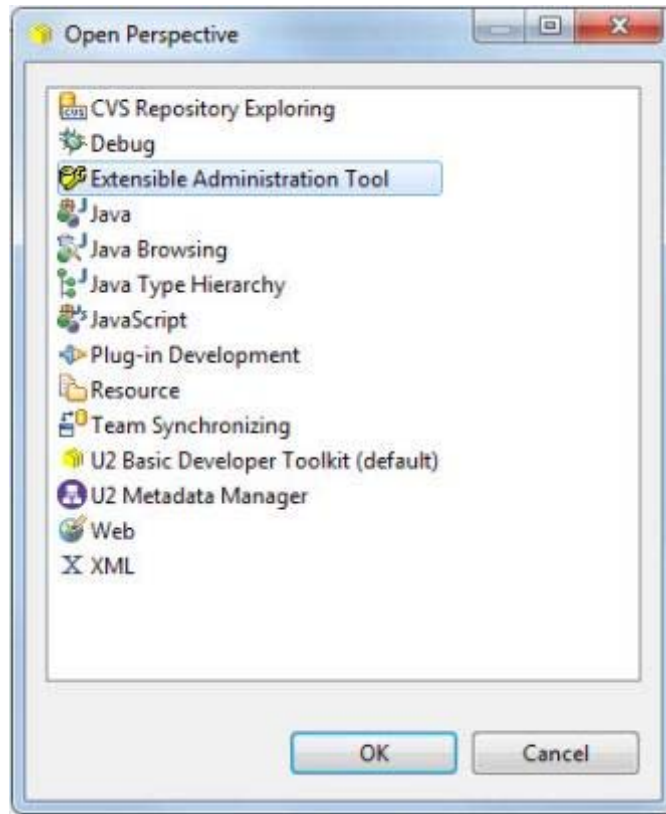 Open Perspective
CVS Repository Exploring
Debug
Extensible Administration Tool
Java
Java Browsing
Java Type Hierarchy
JavaScript
Plug-in Development
Resource
Team Synchronizing
U2 Basic Developer Toolkit (default)
U2 Metadata Manager
Web
X XML
OK Cancel